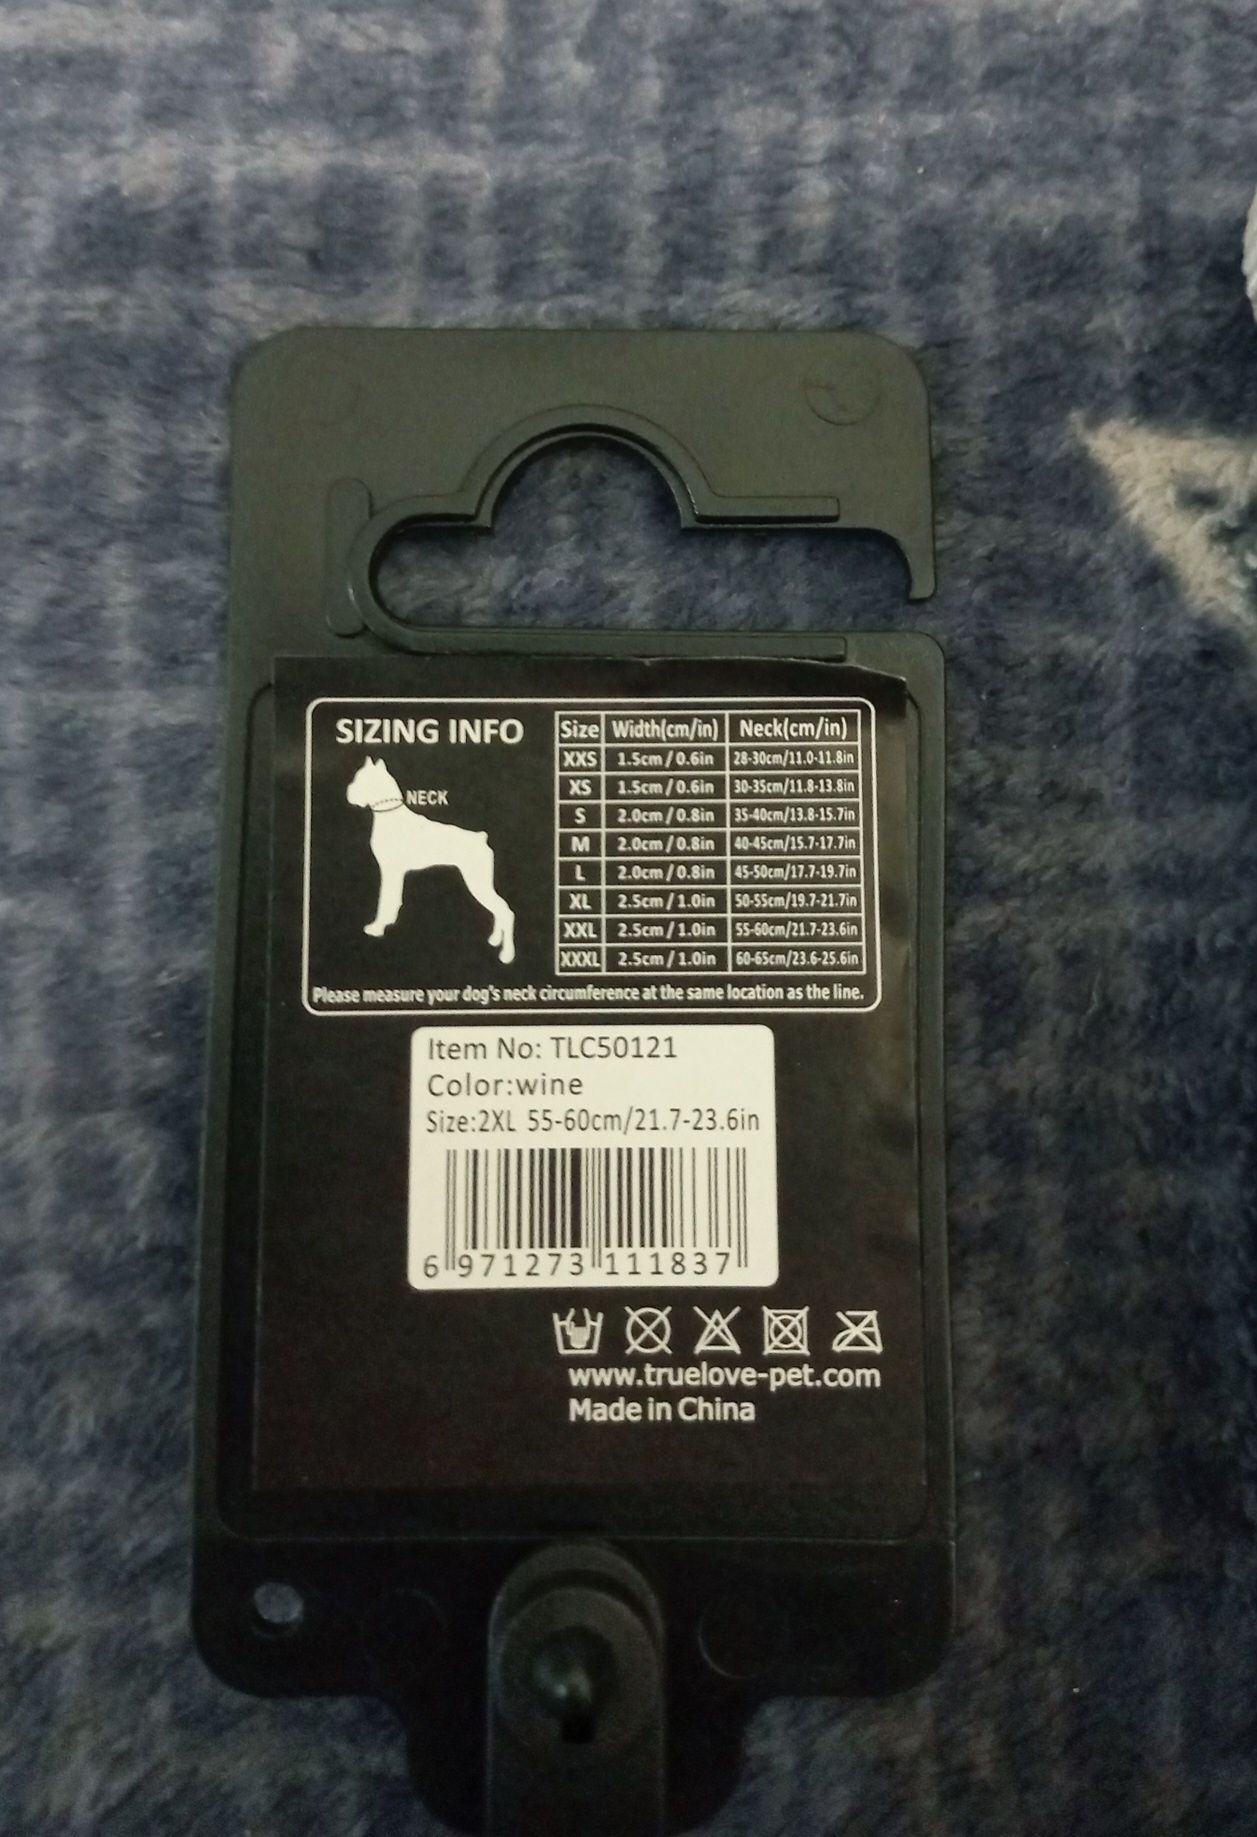 SIZING INFO
NECK
Size Width(cm/in) Neck(cm/in)
XXS 1.5cm / 0.6in 28-30cm/11.0-11.8in
XS 1.5cm / 0.6in 30-35cm/11.8-13.8in
S 2.0cm / 0.8in 35-40cm/13.8-15.7in
M 2.0cm / 0.8in 40-45cm/15.7-17.7in
L 2.0cm / 0.8in 45-50cm/17.7-19.7in
XL 2.5cm / 1.0in 50-55cm/19.7-21.7in
XXL 2.5cm / 1.0in 55-60cm/21.7-23.6in
XXXL 2.5cm / 1.0in 60-65cm/23.6-25.6in
Please measure your dog's neck circumference at the same location as the line.
Item No: TLC50121
Color:wine
Size:2XL 55-60cm/21.7-23.6in
6 971273 111837
www.truelove-pet.com
Made in China